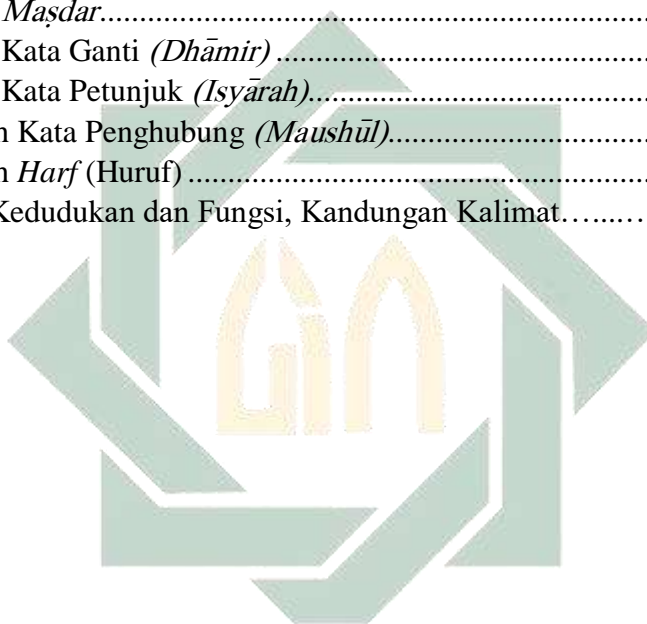 Maṣdar......................................................................
Kata Ganti (Dhāmir) ..................................................
Kata Petunjuk (Isyārah)..............................................
n Kata Penghubung (Maushūl)....................................
n Harf (Huruf) ..............................................................
Kedudukan dan Fungsi, Kandungan Kalimat…...…